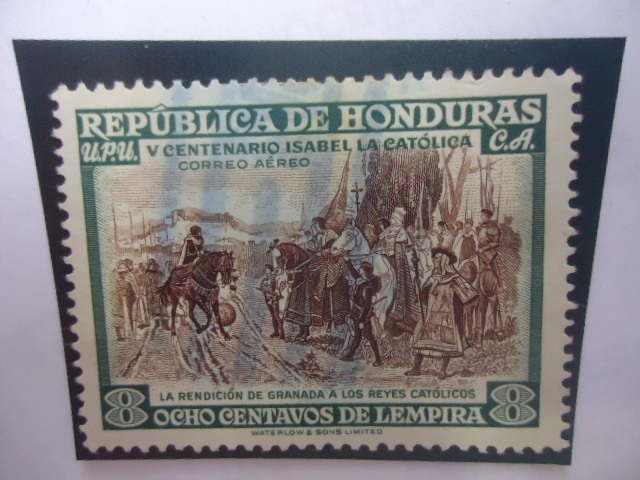 REPÚBLICA DE HONDURAS
U.P.U. V CENTENARIO ISABEL LA CATÓLICA C.A.
CORREO AÉREO
LA RENDICIÓN DE GRANADA A LOS REYES CATÓLICOS
8 OCHO CENTAVOS DE LEMPIRA 8
WATERLOW & SONS LIMITED